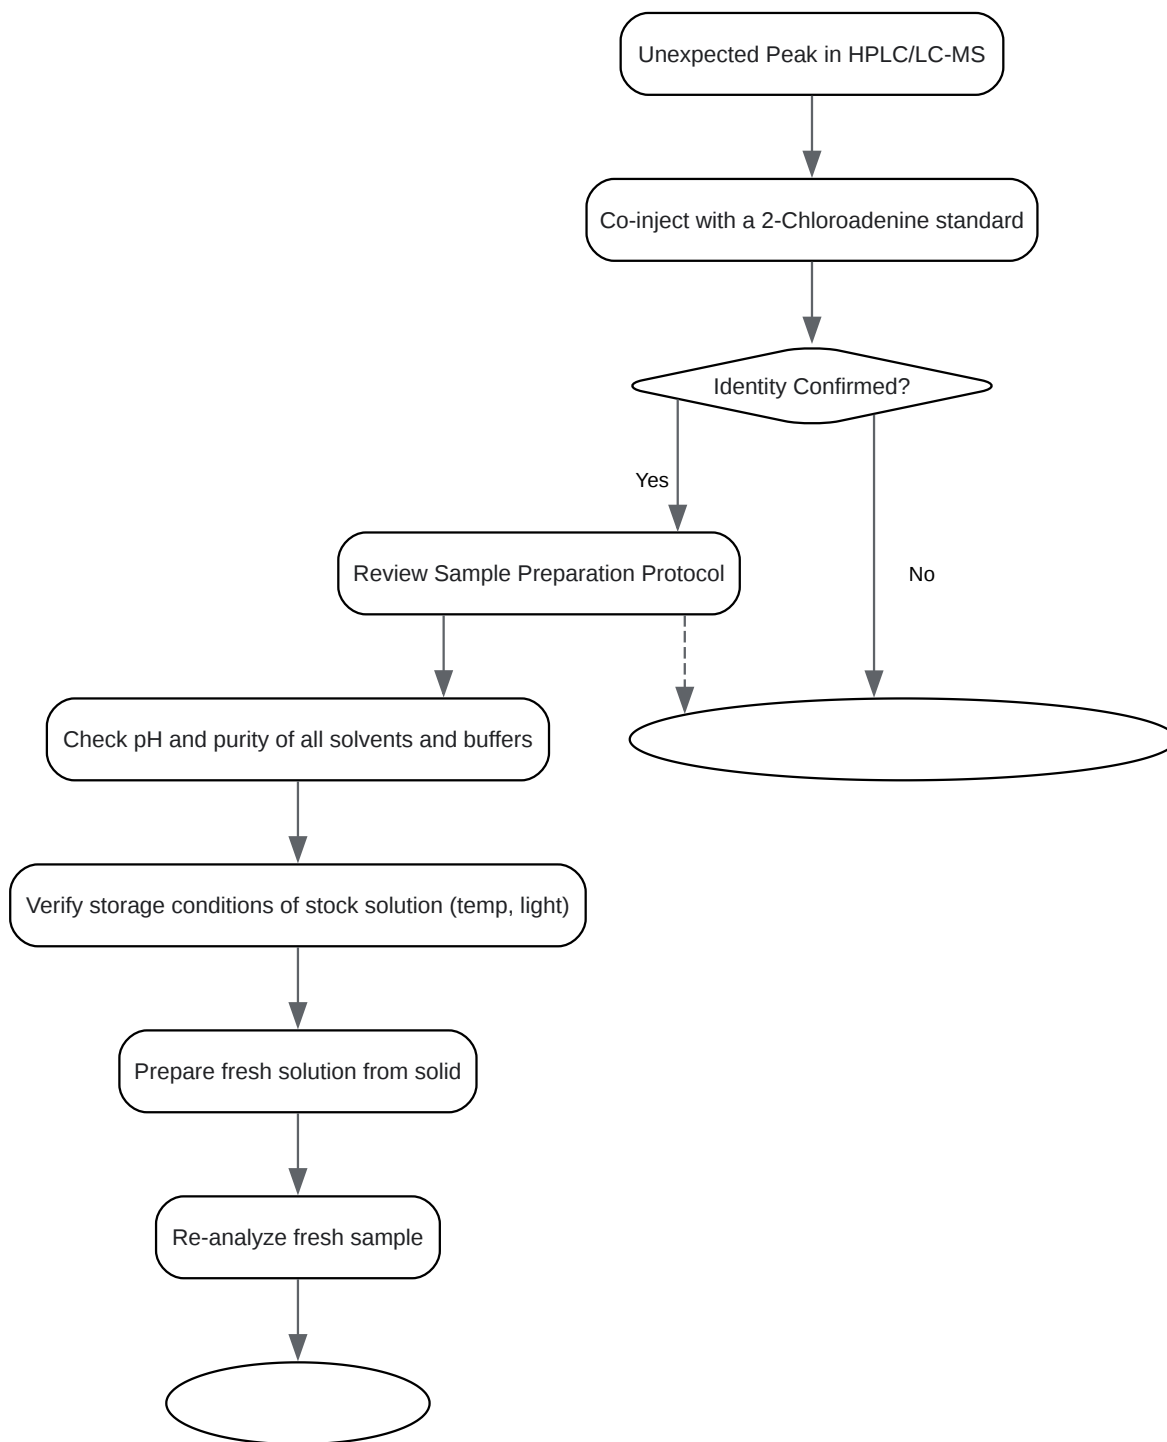 Unexpected Peak in HPLC/LC-MS
Co-inject with a 2-Chloroadenine standard
Identity Confirmed?
Yes
Review Sample Preparation Protocol
No
Check pH and purity of all solvents and buffers
Verify storage conditions of stock solution (temp, light)
Prepare fresh solution from solid
Re-analyze fresh sample